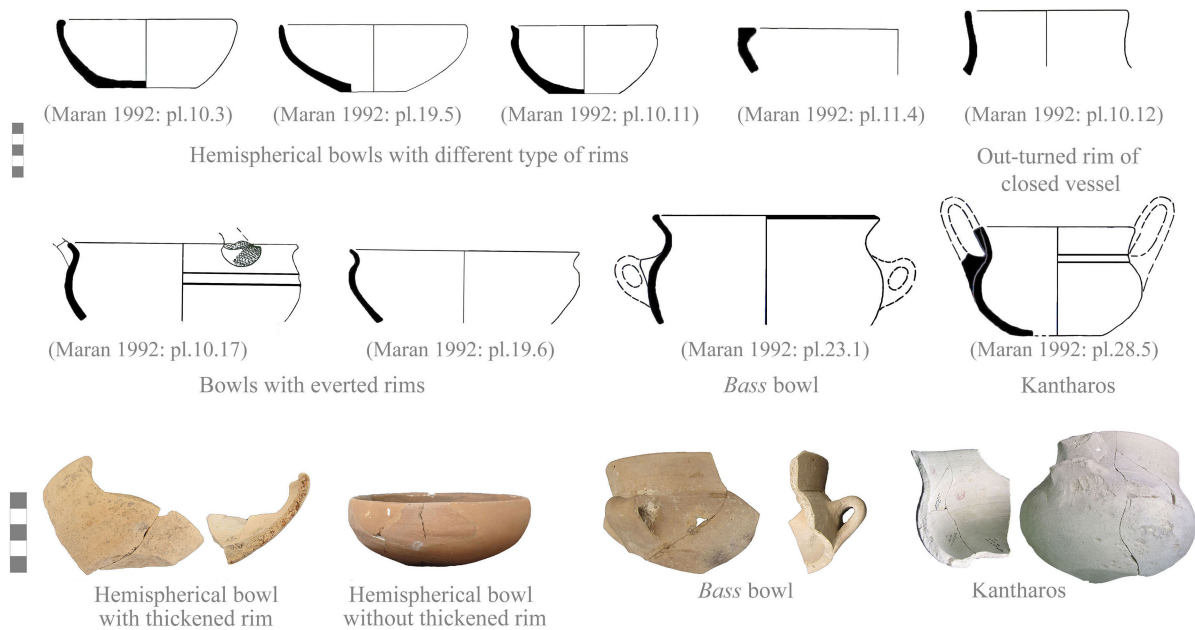 (Maran 1992: pl.10.3)
(Maran 1992: pl.19.5)
(Maran 1992: pl.10.11)
(Maran 1992: pl.11.4)
(Maran 1992: pl.10.12)
Hemispherical bowls with different type of rims
Out-turned rim of
closed vessel
(Maran 1992: pl.10.17)
(Maran 1992: pl.19.6)
(Maran 1992: pl.23.1)
(Maran 1992: pl.28.5)
Bowls with everted rims
Bass bowl
Kantharos
Hemispherical bowl
with thickened rim
Hemispherical bowl
without thickened rim
Bass bowl
Kantharos